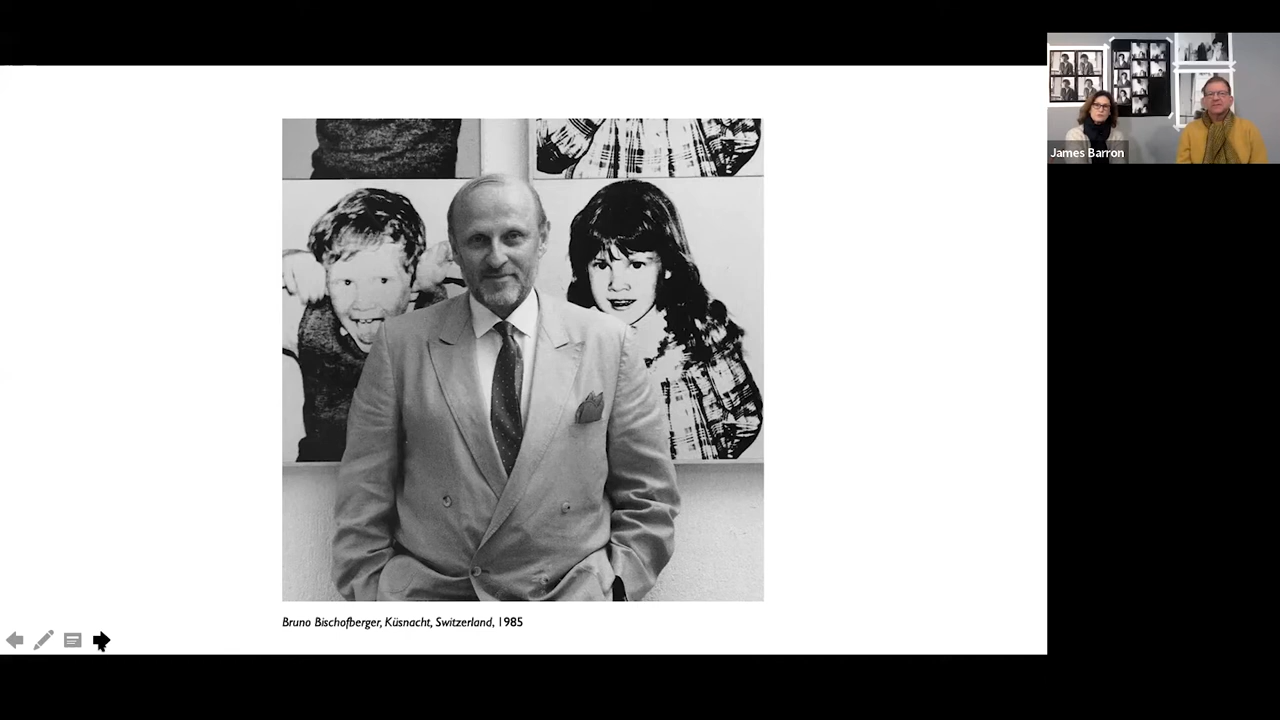 James Barron
Bruno Bischofberger, Küsnacht, Switzerland, 1985